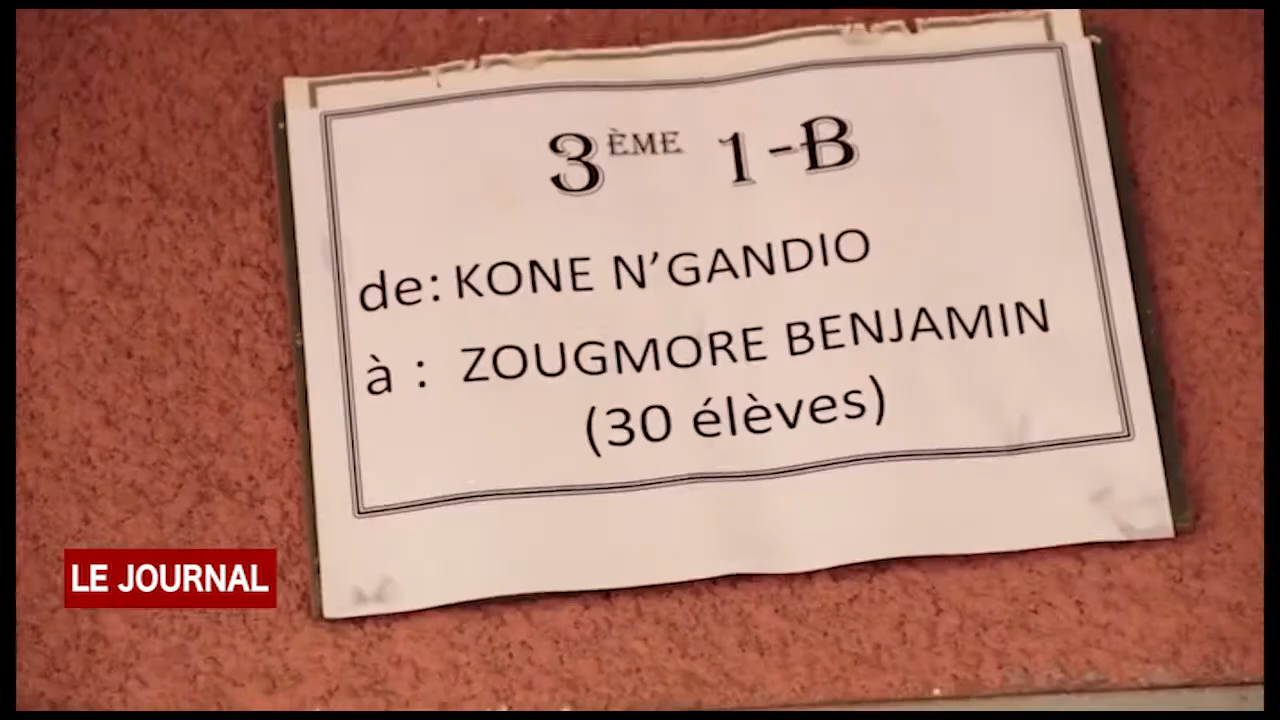 3ÈME 1-B
de: KONE N'GANDIO
à : ZOUGMORE BENJAMIN
(30 élèves)
LE JOURNAL